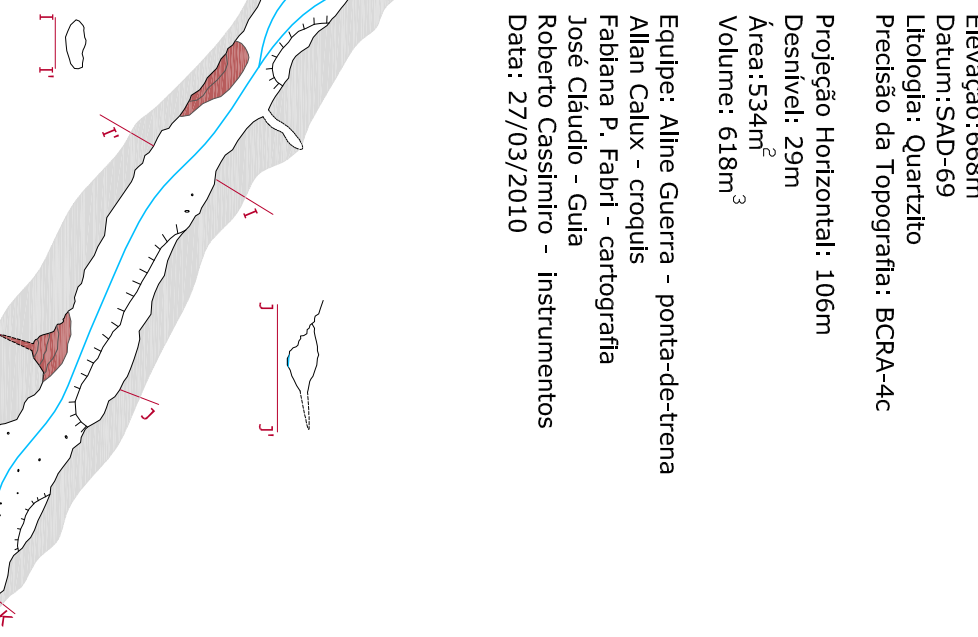 Elevação:668m
Datum:SAD-69
Litologia: Quartzito
Precisão da Topografia: BCRA-4c
Projeção Horizontal: 106m
Desnível: 29m
Área:534m²
Volume: 618m³
Equipe: Aline Guerra - ponta-de-trena
Allan Calux - croquis
Fabiana P. Fabri - cartografia
José Cláudio - Guia
Roberto Cassimiro - instrumentos
Data: 27/03/2010
I
I'
I'
I
J
J'
J
K